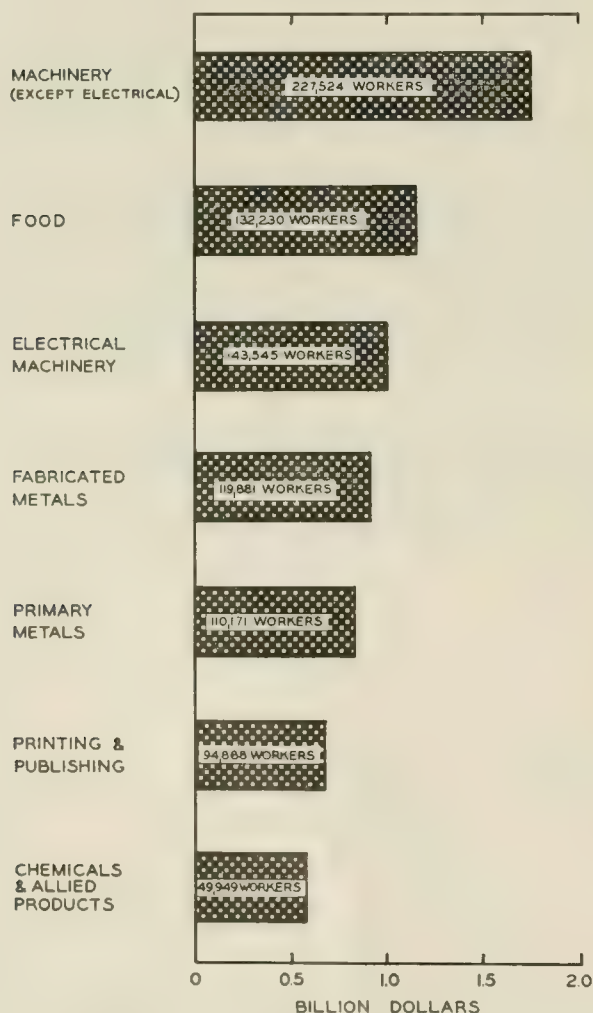 MACHINERY
(EXCEPT ELECTRICAL)
227,524 WORKERS
FOOD
132,230 WORKERS
ELECTRICAL
MACHINERY
143,545 WORKERS
FABRICATED
METALS
119,881 WORKERS
PRIMARY
METALS
110,171 WORKERS
PRINTING &
PUBLISHING
94,888 WORKERS
CHEMICALS
& ALLIED
PRODUCTS
49,949 WORKERS
0 0.5 1.0 1.5 2.0
BILLION DOLLARS